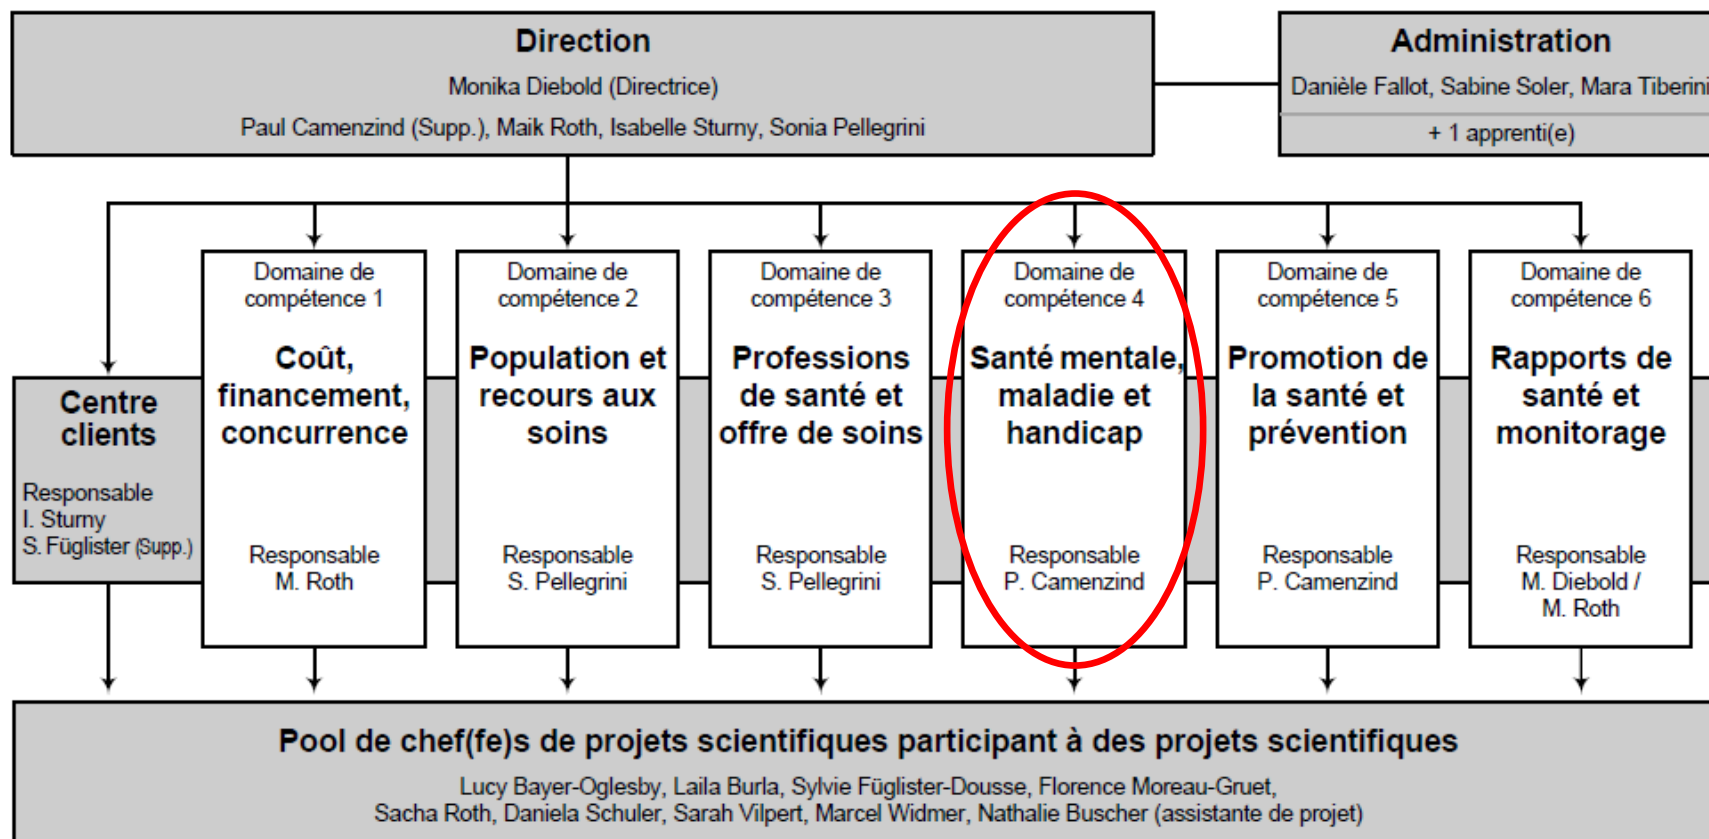 Direction
Monika Diebold (Directrice)
Paul Camenzind (Supp.), Maik Roth, Isabelle Sturny, Sonia Pellegrini
Administration
Danièle Fallot, Sabine Soler, Mara Tiberini
+ 1 apprenti(e)
Centre
clients
Responsable
I. Sturny
S. Füglister (Supp.)
Domaine de
compétence 1
Coût,
financement,
concurrence
Responsable
M. Roth
Domaine de
compétence 2
Population et
recours aux
soins
Responsable
S. Pellegrini
Domaine de
compétence 3
Professions
de santé et
offre de soins
Responsable
S. Pellegrini
Domaine de
compétence 4
Santé mentale,
maladie et
handicap
Responsable
P. Camenzind
Domaine de
compétence 5
Promotion de
la santé et
prévention
Responsable
P. Camenzind
Domaine de
compétence 6
Rapports de
santé et
monitorage
Responsable
M. Diebold /
M. Roth
Pool de chef(fe)s de projets scientifiques participant à des projets scientifiques
Lucy Bayer-Oglesby, Laila Burla, Sylvie Füglister-Dousse, Florence Moreau-Gruet,
Sacha Roth, Daniela Schuler, Sarah Vilpert, Marcel Widmer, Nathalie Buscher (assistante de projet)